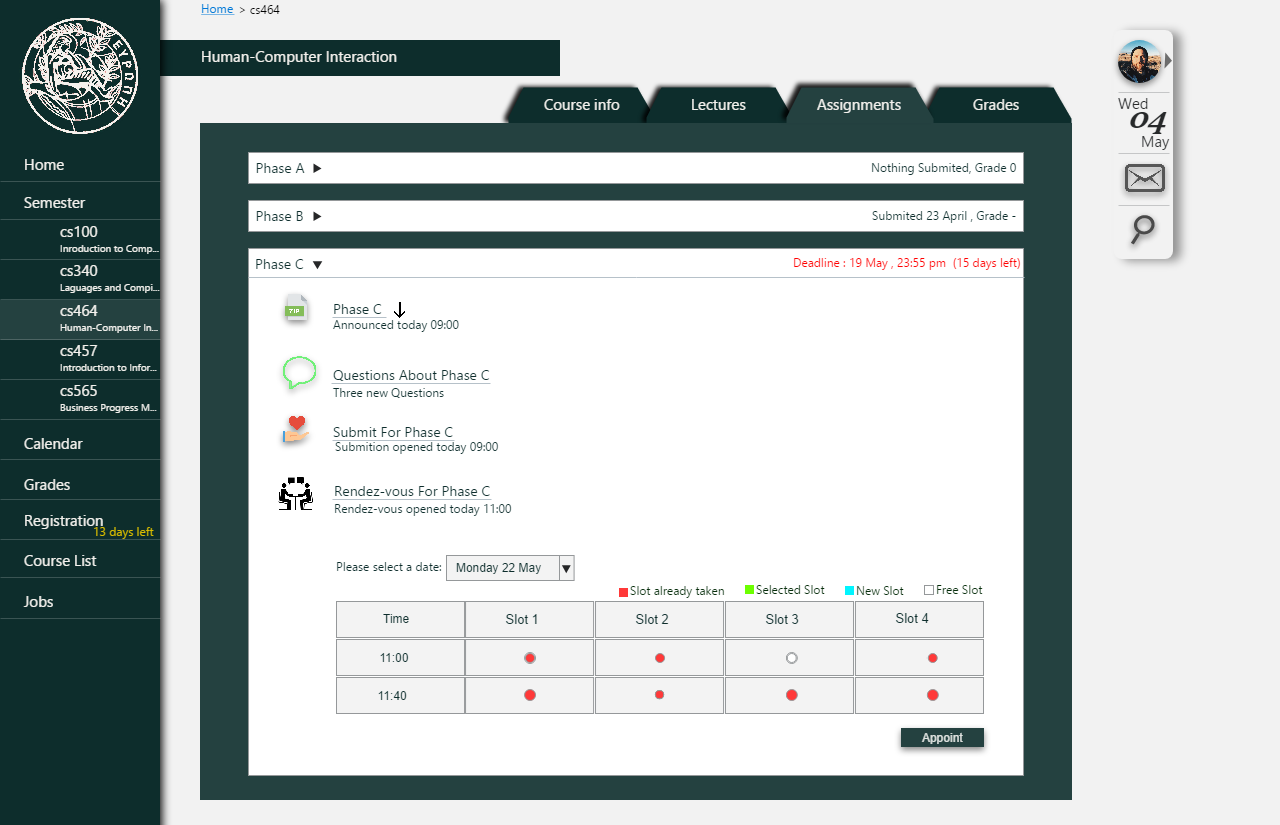 Home > cs464
Human-Computer Interaction
ΕΥΡΩΠΗ
Home
Semester
cs100
Inroduction to Comp...
cs340
Laguages and Compi...
cs464
Human-Computer In...
cs457
Introduction to Infor...
cs565
Business Progress M...
Calendar
Grades
Registration
13 days left
Course List
Jobs
Course info
Lectures
Assignments
Grades
Phase A Nothing Submited, Grade 0
Phase B Submited 23 April , Grade -
Phase C Deadline : 19 May , 23:55 pm (15 days left)
ZIP
Phase C
Announced today 09:00
Questions About Phase C
Three new Questions
Submit For Phase C
Submition opened today 09:00
Rendez-vous For Phase C
Rendez-vous opened today 11:00
Please select a date: Monday 22 May
Slot already taken Selected Slot New Slot Free Slot
Time Slot 1 Slot 2 Slot 3 Slot 4
11:00
11:40
Appoint
Wed
04
May